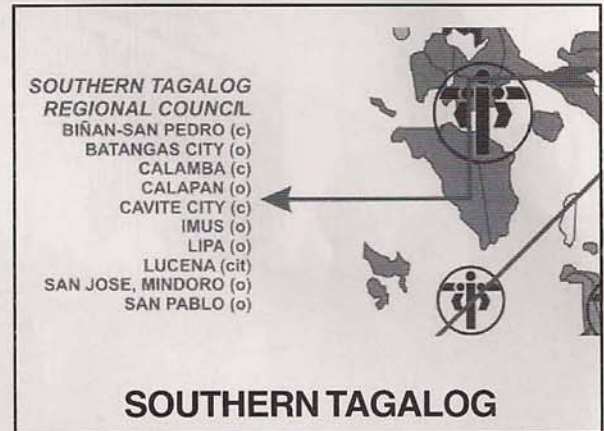 SOUTHERN TAGALOG
REGIONAL COUNCIL
BIÑAN-SAN PEDRO (c)
BATANGAS CITY (o)
CALAMBA (c)
CALAPAN (o)
CAVITE CITY (c)
IMUS (o)
LIPA (o)
LUCENA (cit)
SAN JOSE, MINDORO (o)
SAN PABLO (o)
SOUTHERN TAGALOG